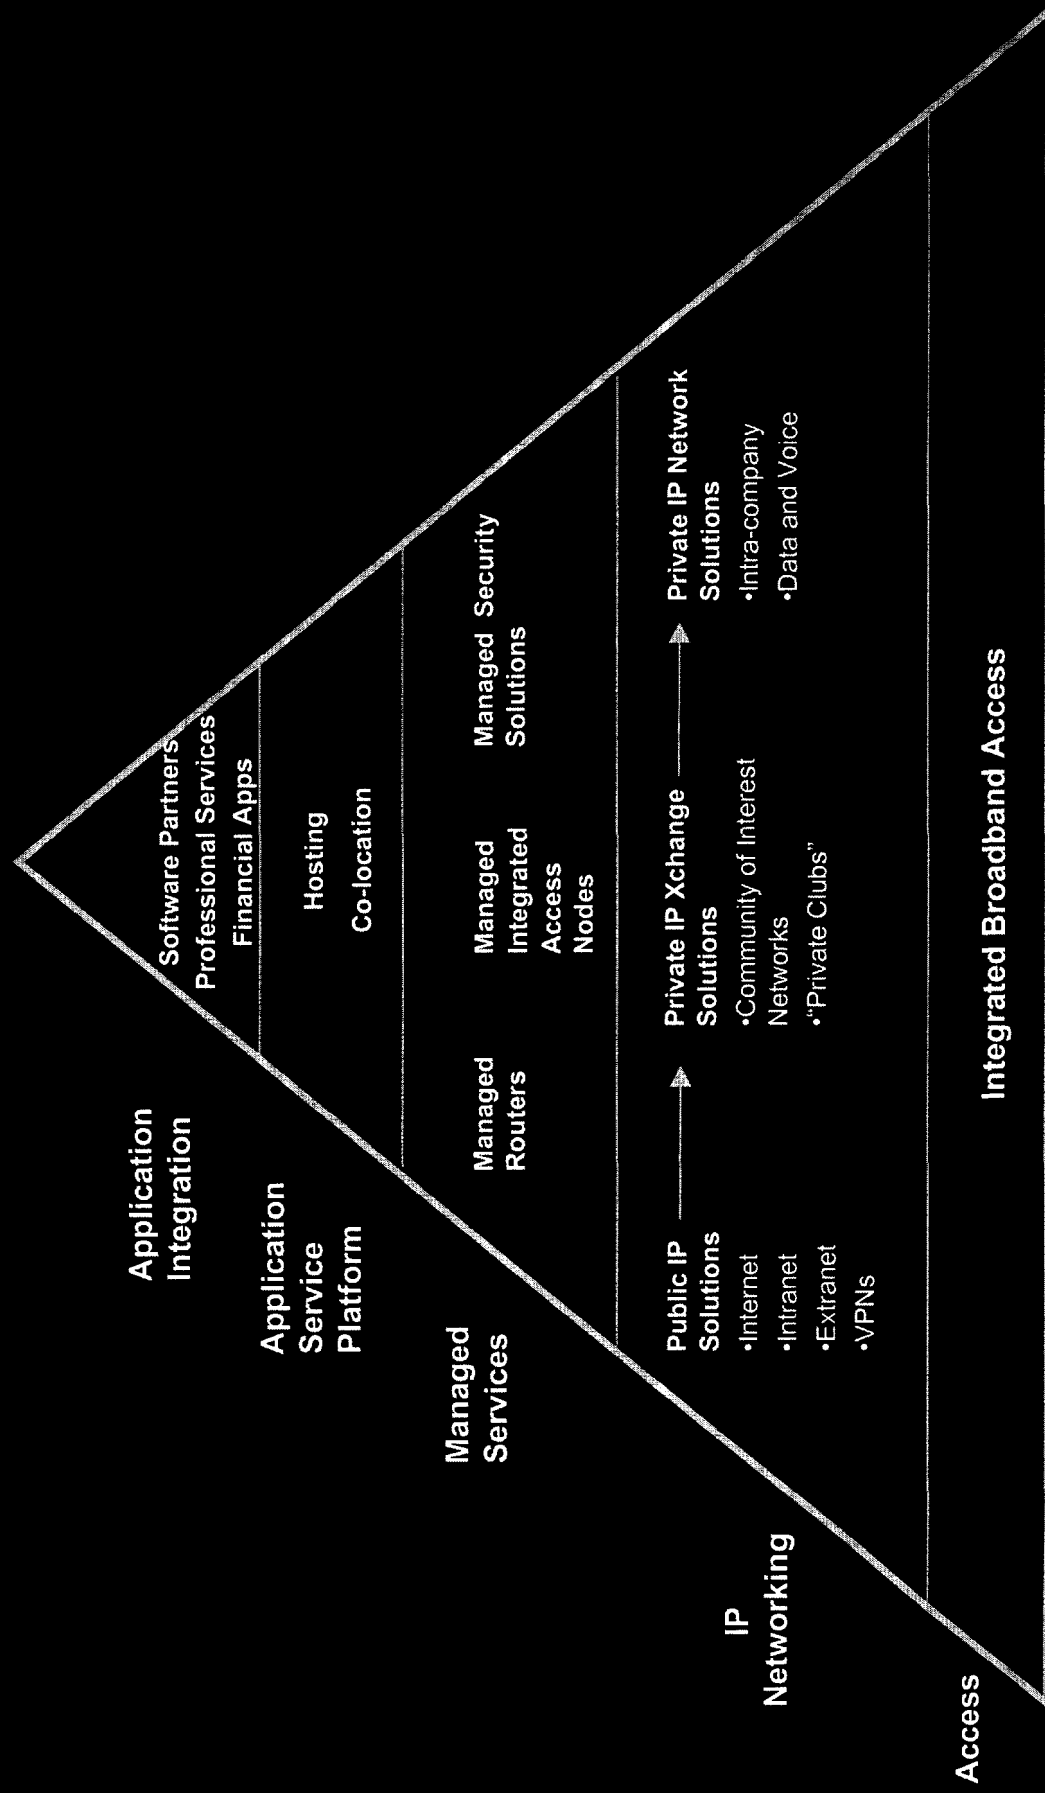 Application
Integration
Software Partners
Professional Services
Financial Apps
Application
Service
Platform
Hosting
Co-location
Managed
Services
Managed
Routers
Managed
Integrated
Access
Nodes
Managed Security
Solutions
IP
Networking
Public IP
Solutions
•Internet
•Intranet
•Extranet
•VPNs
Private IP Xchange
Solutions
•Community of Interest
Networks
•"Private Clubs"
Private IP Network
Solutions
•Intra-company
•Data and Voice
Access
Integrated Broadband Access